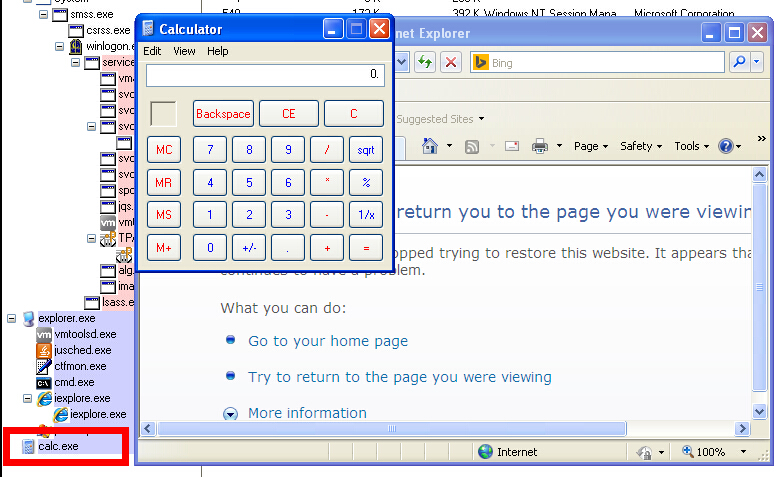 system
smss.exe
540
172 K
392 K Windows NT Session Mana...
Microsoft Corporation
csrss.exe
winlogon.e
service
vm
svc
svc
svc
svc
svc
spo
jqs.
vmt
TPA
alg.
ima
lsass.e
explorer.exe
vmtoolsd.exe
jusched.exe
ctfmon.exe
cmd.exe
iexplore.exe
iexplore.exe
calc.exe
Calculator
Edit View Help
0.
Backspace CE C
MC 7 8 9 / sqrt
MR 4 5 6 * %
MS 1 2 3 - 1/x
M+ 0 +/- . + =
net Explorer
Bing
Suggested Sites
Page Safety Tools
return you to the page you were viewin
opped trying to restore this website. It appears tha
continues to have a problem.
What you can do:
Go to your home page
Try to return to the page you were viewing
More information
Internet
100%